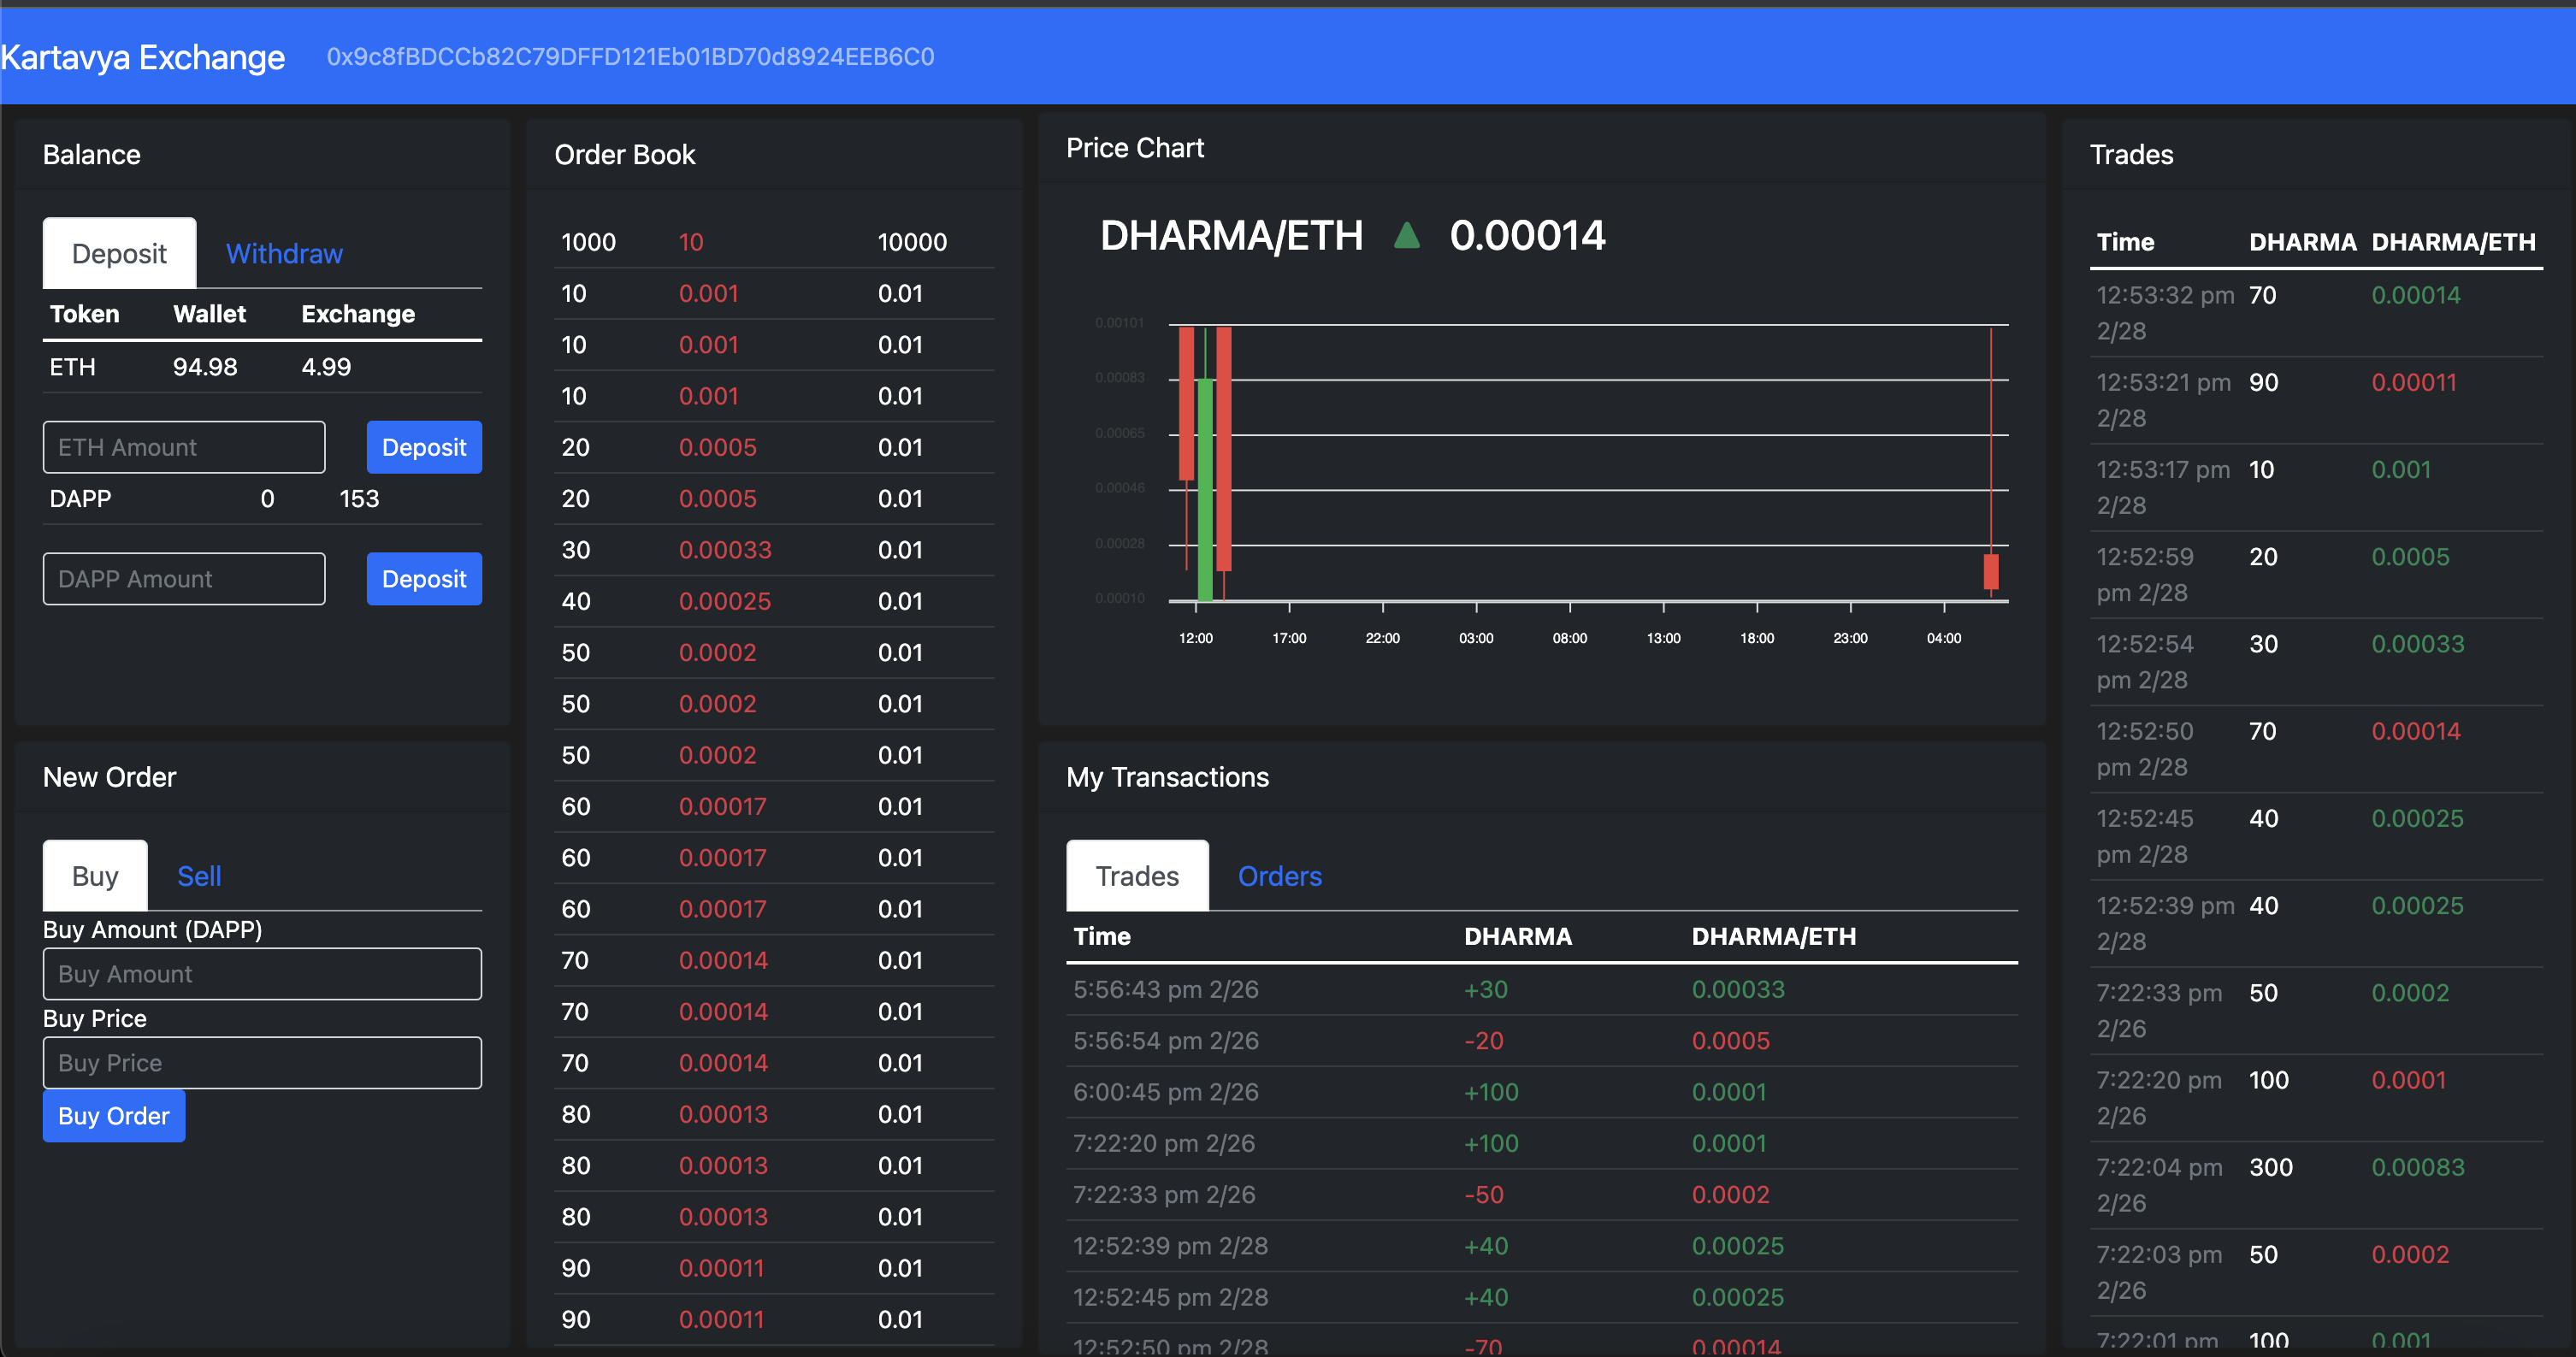 Kartavya Exchange 0x9c8fBDCCb82C79DFFD121Eb01BD70d8924EEB6C0
Balance
Deposit Withdraw
Token Wallet Exchange
ETH 94.98 4.99
ETH Amount Deposit
DAPP 0 153
DAPP Amount Deposit
New Order
Buy Sell
Buy Amount (DAPP)
Buy Amount
Buy Price
Buy Price
Buy Order
Order Book
1000 10 10000
10 0.001 0.01
10 0.001 0.01
10 0.001 0.01
20 0.0005 0.01
20 0.0005 0.01
30 0.00033 0.01
40 0.00025 0.01
50 0.0002 0.01
50 0.0002 0.01
50 0.0002 0.01
60 0.00017 0.01
60 0.00017 0.01
60 0.00017 0.01
70 0.00014 0.01
70 0.00014 0.01
70 0.00014 0.01
80 0.00013 0.01
80 0.00013 0.01
80 0.00013 0.01
90 0.00011 0.01
90 0.00011 0.01
Price Chart
DHARMA/ETH ▲ 0.00014
0.00101
0.00083
0.00065
0.00046
0.00028
0.00010
12:00 17:00 22:00 03:00 08:00 13:00 18:00 23:00 04:00
My Transactions
Trades Orders
Time DHARMA DHARMA/ETH
5:56:43 pm 2/26 +30 0.00033
5:56:54 pm 2/26 -20 0.0005
6:00:45 pm 2/26 +100 0.0001
7:22:20 pm 2/26 +100 0.0001
7:22:33 pm 2/26 -50 0.0002
12:52:39 pm 2/28 +40 0.00025
12:52:45 pm 2/28 +40 0.00025
12:52:50 pm 2/28 -70 0.00014
Trades
Time DHARMA DHARMA/ETH
12:53:32 pm 70 0.00014
2/28
12:53:21 pm 90 0.00011
2/28
12:53:17 pm 10 0.001
2/28
12:52:59 20 0.0005
pm 2/28
12:52:54 30 0.00033
pm 2/28
12:52:50 70 0.00014
pm 2/28
12:52:45 40 0.00025
pm 2/28
12:52:39 pm 40 0.00025
2/28
7:22:33 pm 50 0.0002
2/26
7:22:20 pm 100 0.0001
2/26
7:22:04 pm 300 0.00083
2/26
7:22:03 pm 50 0.0002
2/26
7:22:01 pm 100 0.001